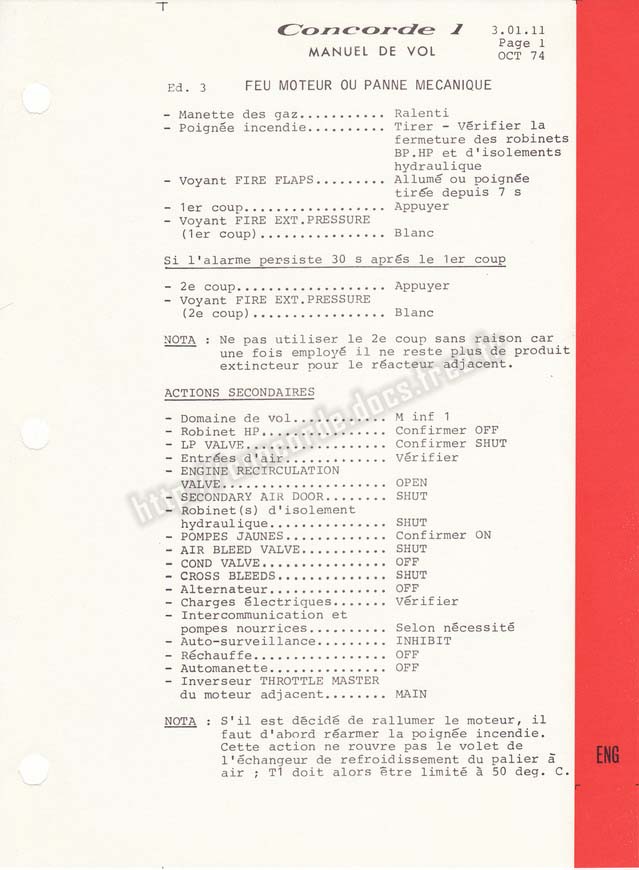 Concorde 1 3.01.11
MANUEL DE VOL Page 1
OCT 74
Ed. 3 FEU MOTEUR OU PANNE MECANIQUE
- Manette des gaz........... Ralenti
- Poignée incendie.......... Tirer - Vérifier la
fermeture des robinets
BP.HP et d'isolements
hydraulique
- Voyant FIRE FLAPS......... Allumé ou poignée
tirée depuis 7 s
- 1er coup.................. Appuyer
- Voyant FIRE EXT.PRESSURE
(1er coup)................ Blanc
Si l'alarme persiste 30 s aprés le 1er coup
- 2e coup................... Appuyer
- Voyant FIRE EXT.PRESSURE
(2e coup)................. Blanc
NOTA : Ne pas utiliser le 2e coup sans raison car
une fois employé il ne reste plus de produit
extincteur pour le réacteur adjacent.
ACTIONS SECONDAIRES
- Domaine de vol............ M inf 1
- Robinet HP................ Confirmer OFF
- LP VALVE.................. Confirmer SHUT
- Entrées d'air............. Vérifier
- ENGINE RECIRCULATION
VALVE..................... OPEN
- SECONDARY AIR DOOR........ SHUT
- Robinet(s) d'isolement
hydraulique............... SHUT
- POMPES JAUNES............. Confirmer ON
- AIR BLEED VALVE........... SHUT
- COND VALVE................ OFF
- CROSS BLEEDS.............. SHUT
- Alternateur............... OFF
- Charges électriques....... Vérifier
- Intercommunication et
pompes nourrices.......... Selon nécessité
- Auto-surveillance......... INHIBIT
- Réchauffe................. OFF
- Automanette............... OFF
- Inverseur THROTTLE MASTER
du moteur adjacent........ MAIN
NOTA : S'il est décidé de rallumer le moteur, il
faut d'abord réarmer la poignée incendie.
Cette action ne rouvre pas le volet de
l'échangeur de refroidissement du palier à
air ; T1 doit alors être limité à 50 deg. C.
ENG
http://concorde.docs.free.fr